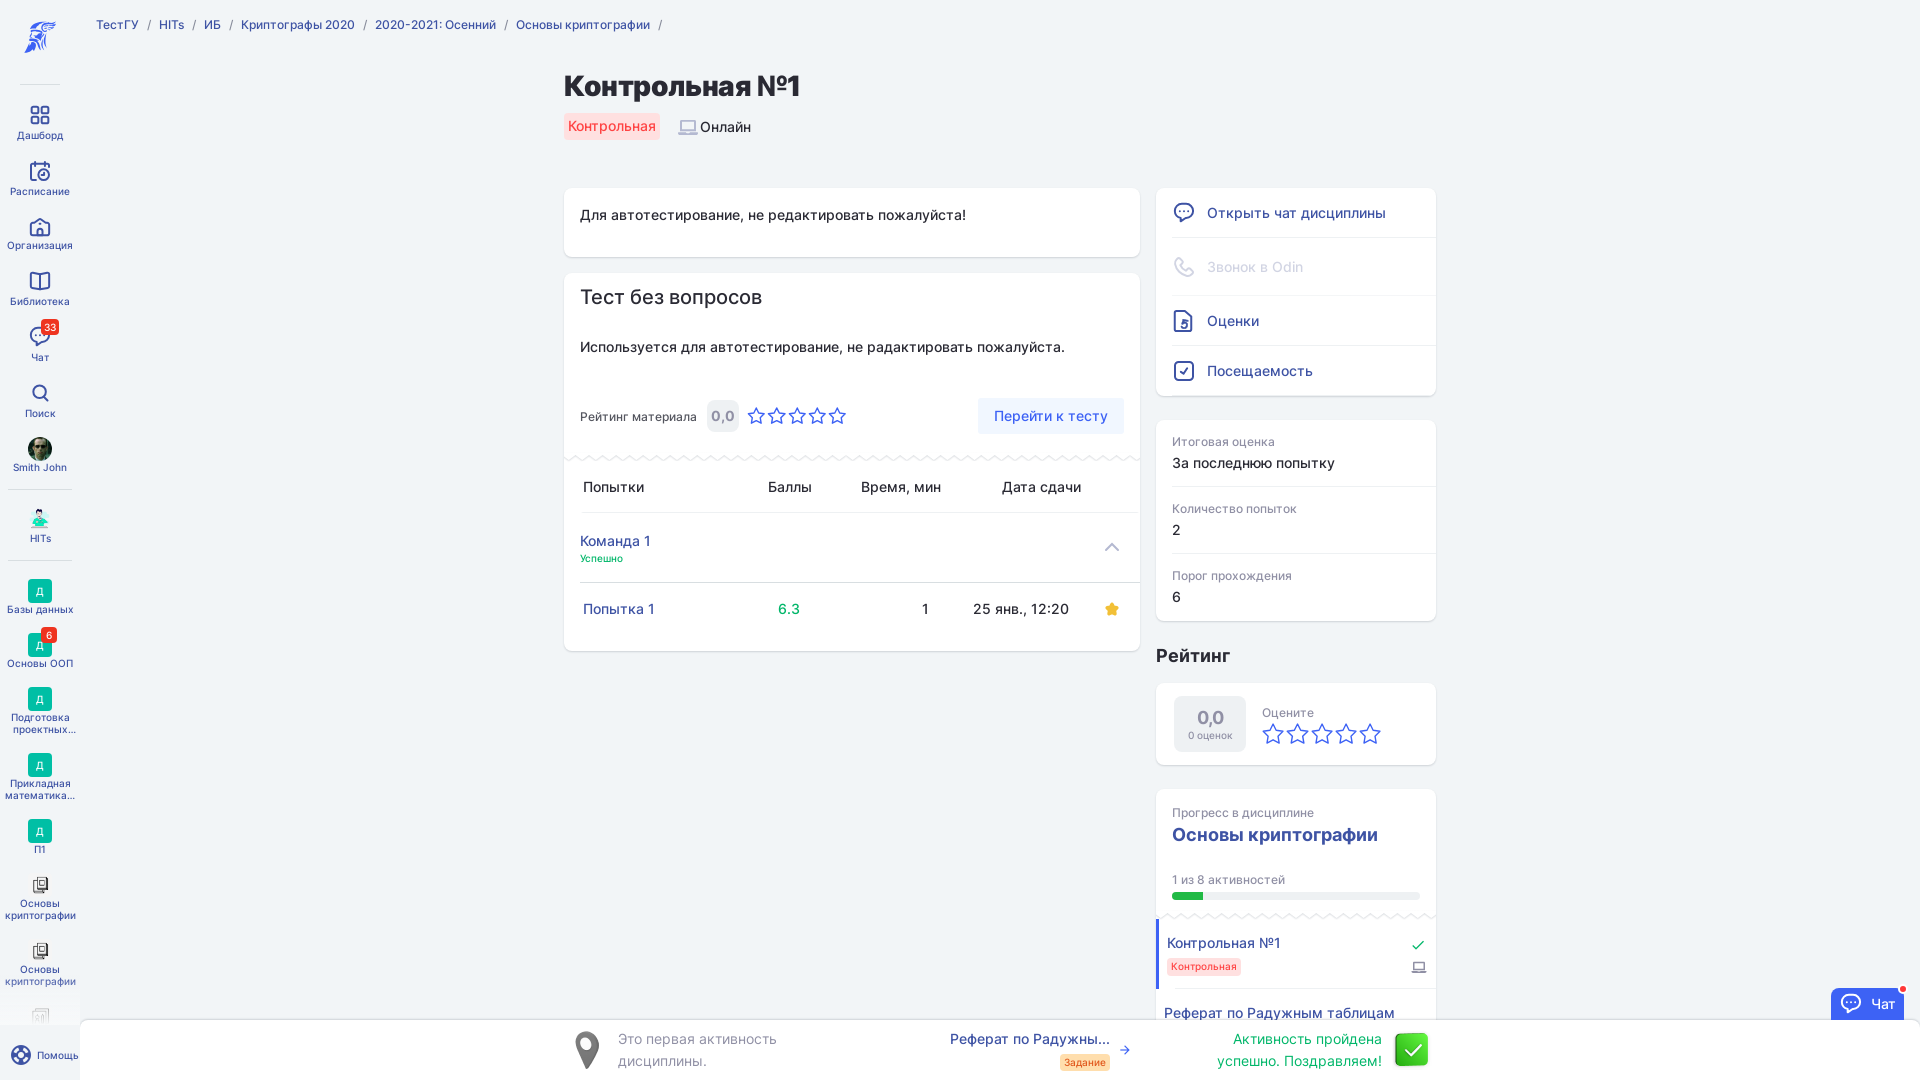 ТестГУ / HITs / ИБ / Криптографы 2020 / 2020-2021: Осенний / Основы криптографии /
Контрольная №1
Контрольная
Онлайн
Дашборд
Расписание
Организация
Библиотека
33
Чат
Поиск
Smith John
HITs
Д
Базы данных
6
Д
Основы ООП
Д
Подготовка
проектных...
Д
Прикладная
математика...
Д
П1
Основы
криптографии
Основы
криптографии
Помощь
Для автотестирование, не редактировать пожалуйста!
Тест без вопросов
Используется для автотестирование, не радактировать пожалуйста.
Рейтинг материала 0,0
Перейти к тесту
Попытки Баллы Время, мин Дата сдачи
Команда 1
Успешно
Попытка 1 6.3 1 25 янв., 12:20
Открыть чат дисциплины
Звонок в Odin
Оценки
Посещаемость
Итоговая оценка
За последнюю попытку
Количество попыток
2
Порог прохождения
6
Рейтинг
0,0
0 оценок
Оцените
Прогресс в дисциплине
Основы криптографии
1 из 8 активностей
Контрольная №1
Контрольная
Реферат по Радужным таблицам
Чат
Это первая активность
дисциплины.
Реферат по Радужны...
Задание
Активность пройдена
успешно. Поздравляем!